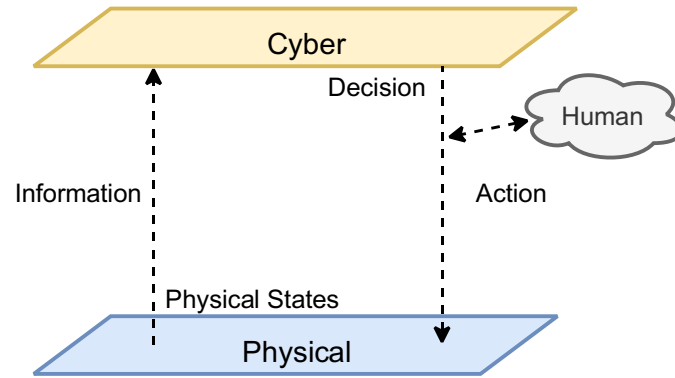 Cyber
Decision
Human
Information
Action
Physical States
Physical